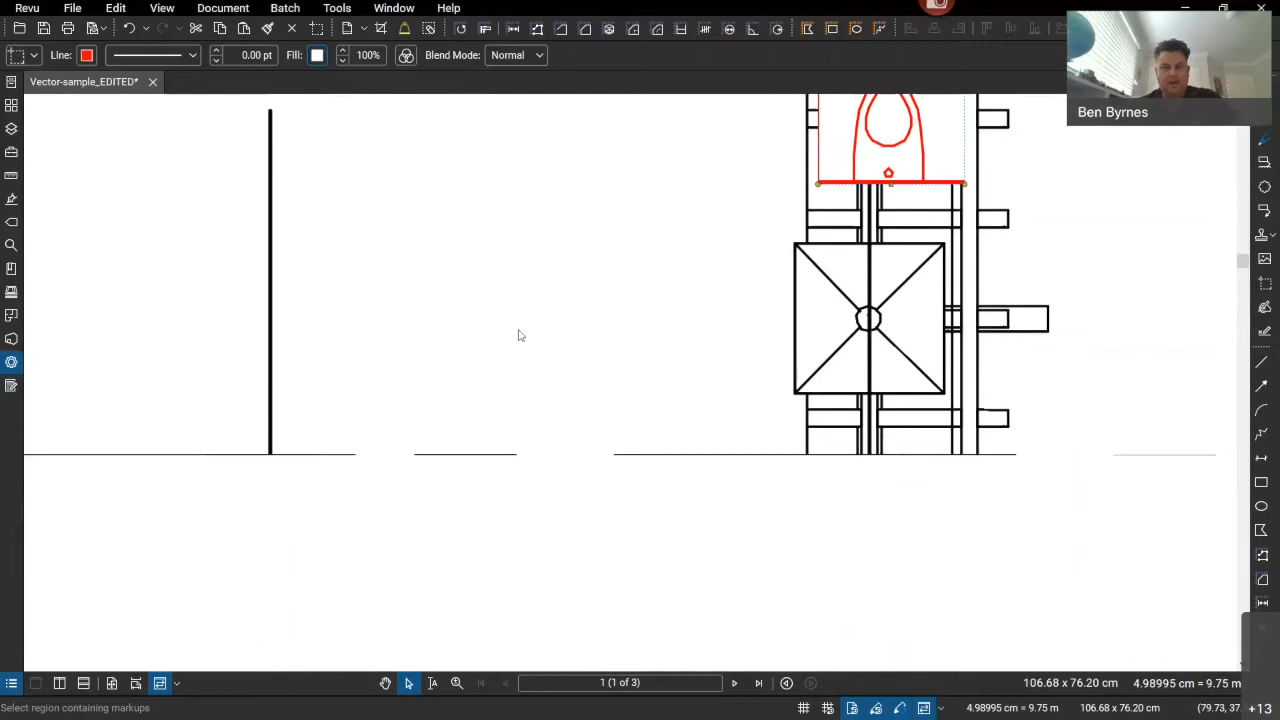 Revu File Edit View Document Batch Tools Window Help
Line: 0.00 pt Fill: 100% Blend Mode: Normal
Vector-sample_EDITED*
Ben Byrnes
1 (1 of 3)
106.68 x 76.20 cm 4.98995 cm = 9.75 m
Select region containing markups
4.98995 cm = 9.75 m 106.68 x 76.20 cm (79.73, 37.
+13